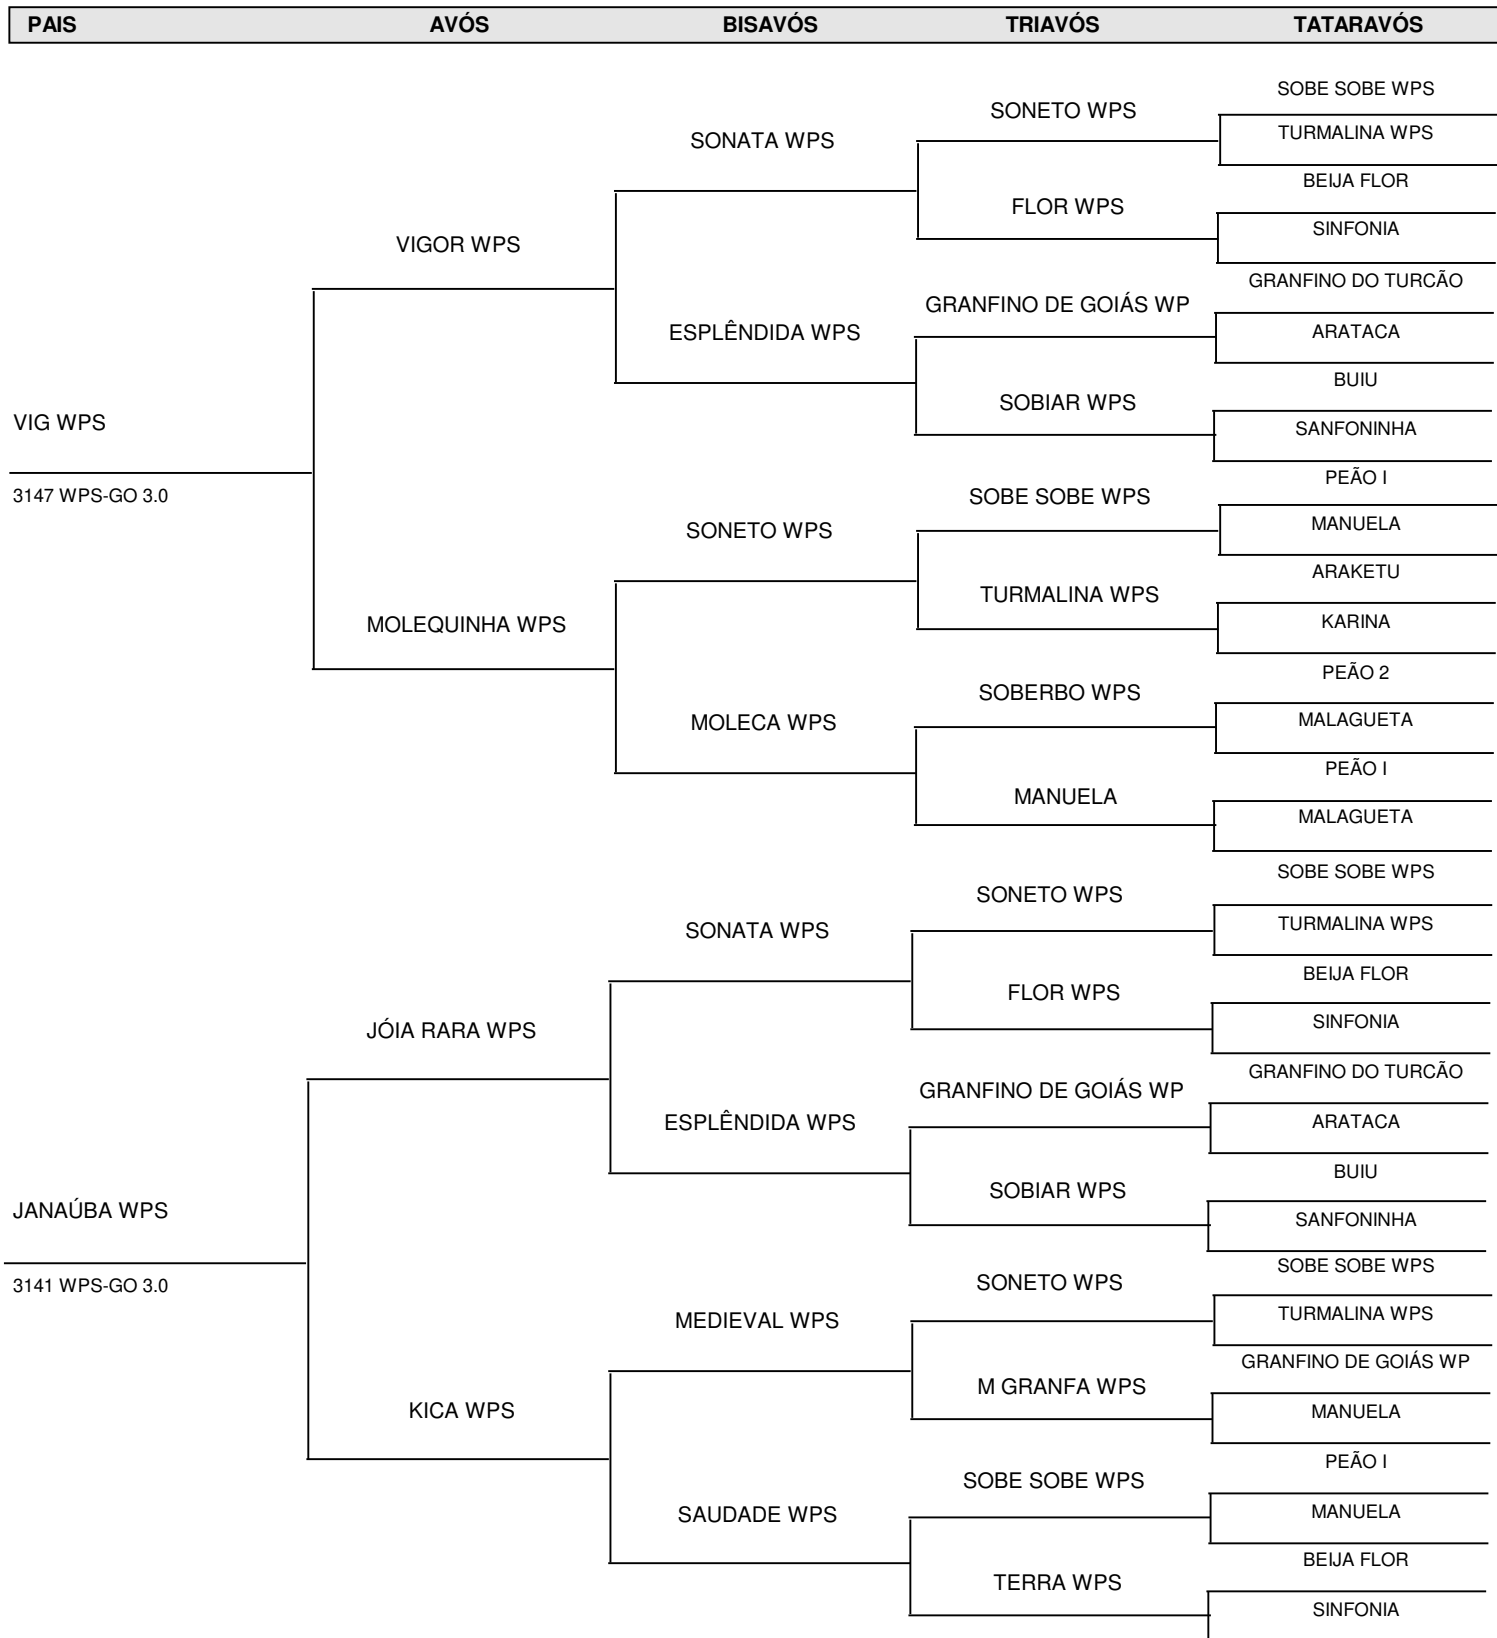 PAIS AVÓS BISAVÓS TRIAVÓS TATARAVÓS
SOBE SOBE WPS
SONETO WPS
TURMALINA WPS
SONATA WPS
BEIJA FLOR
FLOR WPS
SINFONIA
VIGOR WPS
GRANFINO DO TURCÃO
GRANFINO DE GOIÁS WP
ARATACA
ESPLÊNDIDA WPS
BUIU
SOBIAR WPS
SANFONINHA
VIG WPS
3147 WPS-GO 3.0
PEÃO I
SOBE SOBE WPS
MANUELA
SONETO WPS
ARAKETU
TURMALINA WPS
KARINA
MOLEQUINHA WPS
PEÃO 2
SOBERBO WPS
MALAGUETA
MOLECA WPS
PEÃO I
MANUELA
MALAGUETA
SOBE SOBE WPS
SONETO WPS
TURMALINA WPS
SONATA WPS
BEIJA FLOR
FLOR WPS
SINFONIA
JÓIA RARA WPS
GRANFINO DO TURCÃO
GRANFINO DE GOIÁS WP
ARATACA
ESPLÊNDIDA WPS
BUIU
SOBIAR WPS
SANFONINHA
JANAÚBA WPS
3141 WPS-GO 3.0
SOBE SOBE WPS
SONETO WPS
TURMALINA WPS
MEDIEVAL WPS
GRANFINO DE GOIÁS WP
M GRANFA WPS
MANUELA
KICA WPS
PEÃO I
SOBE SOBE WPS
MANUELA
SAUDADE WPS
BEIJA FLOR
TERRA WPS
SINFONIA